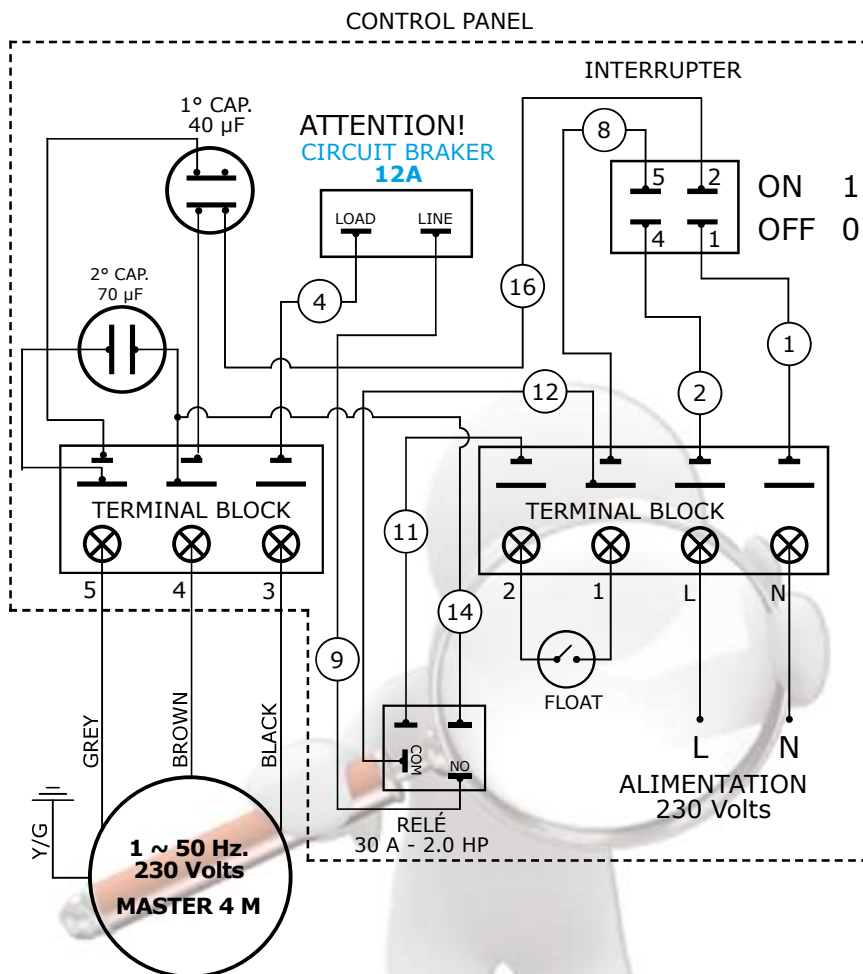 CONTROL PANEL
INTERRUPTER
1° CAP.
40 µF
ATTENTION!
CIRCUIT BRAKER
12A
8
5 2
ON 1
4 1
OFF 0
LOAD LINE
2° CAP.
70 µF
4
16
1
12
2
TERMINAL BLOCK
TERMINAL BLOCK
11
5 4 3
2 1 L N
14
9
FLOAT
GREY
BROWN
BLACK
COM
NO
L N
ALIMENTATION
230 Volts
RELÉ
30 A - 2.0 HP
Y/G
1 ~ 50 Hz.
230 Volts
MASTER 4 M